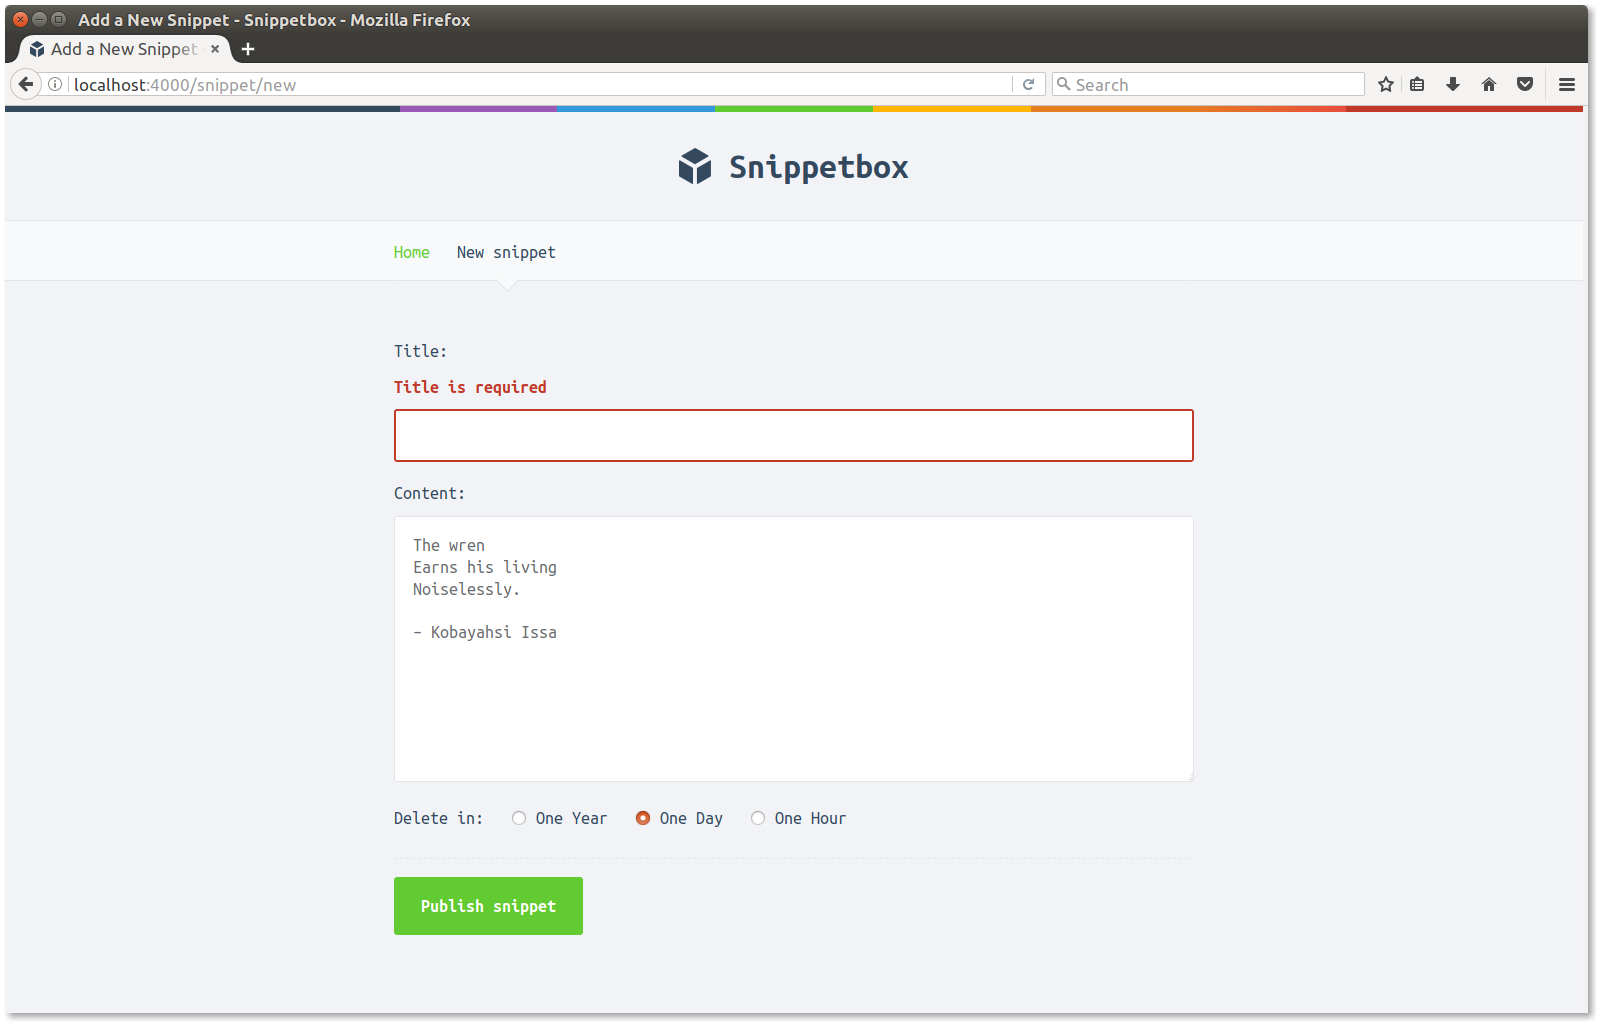 Add a New Snippet - Snippetbox - Mozilla Firefox
Add a New Snippet
localhost:4000/snippet/new
Search
Snippetbox
Home New snippet
Title:
Title is required
Content:
The wren
Earns his living
Noiselessly.
- Kobayahsi Issa
Delete in: One Year One Day One Hour
Publish snippet